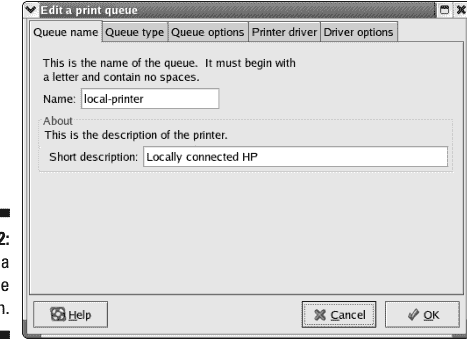 Edit a print queue
Queue name Queue type Queue options Printer driver Driver options
This is the name of the queue. It must begin with
a letter and contain no spaces.
Name: local-printer
About
This is the description of the printer.
Short description: Locally connected HP
2:
a
e
n.
Help Cancel OK